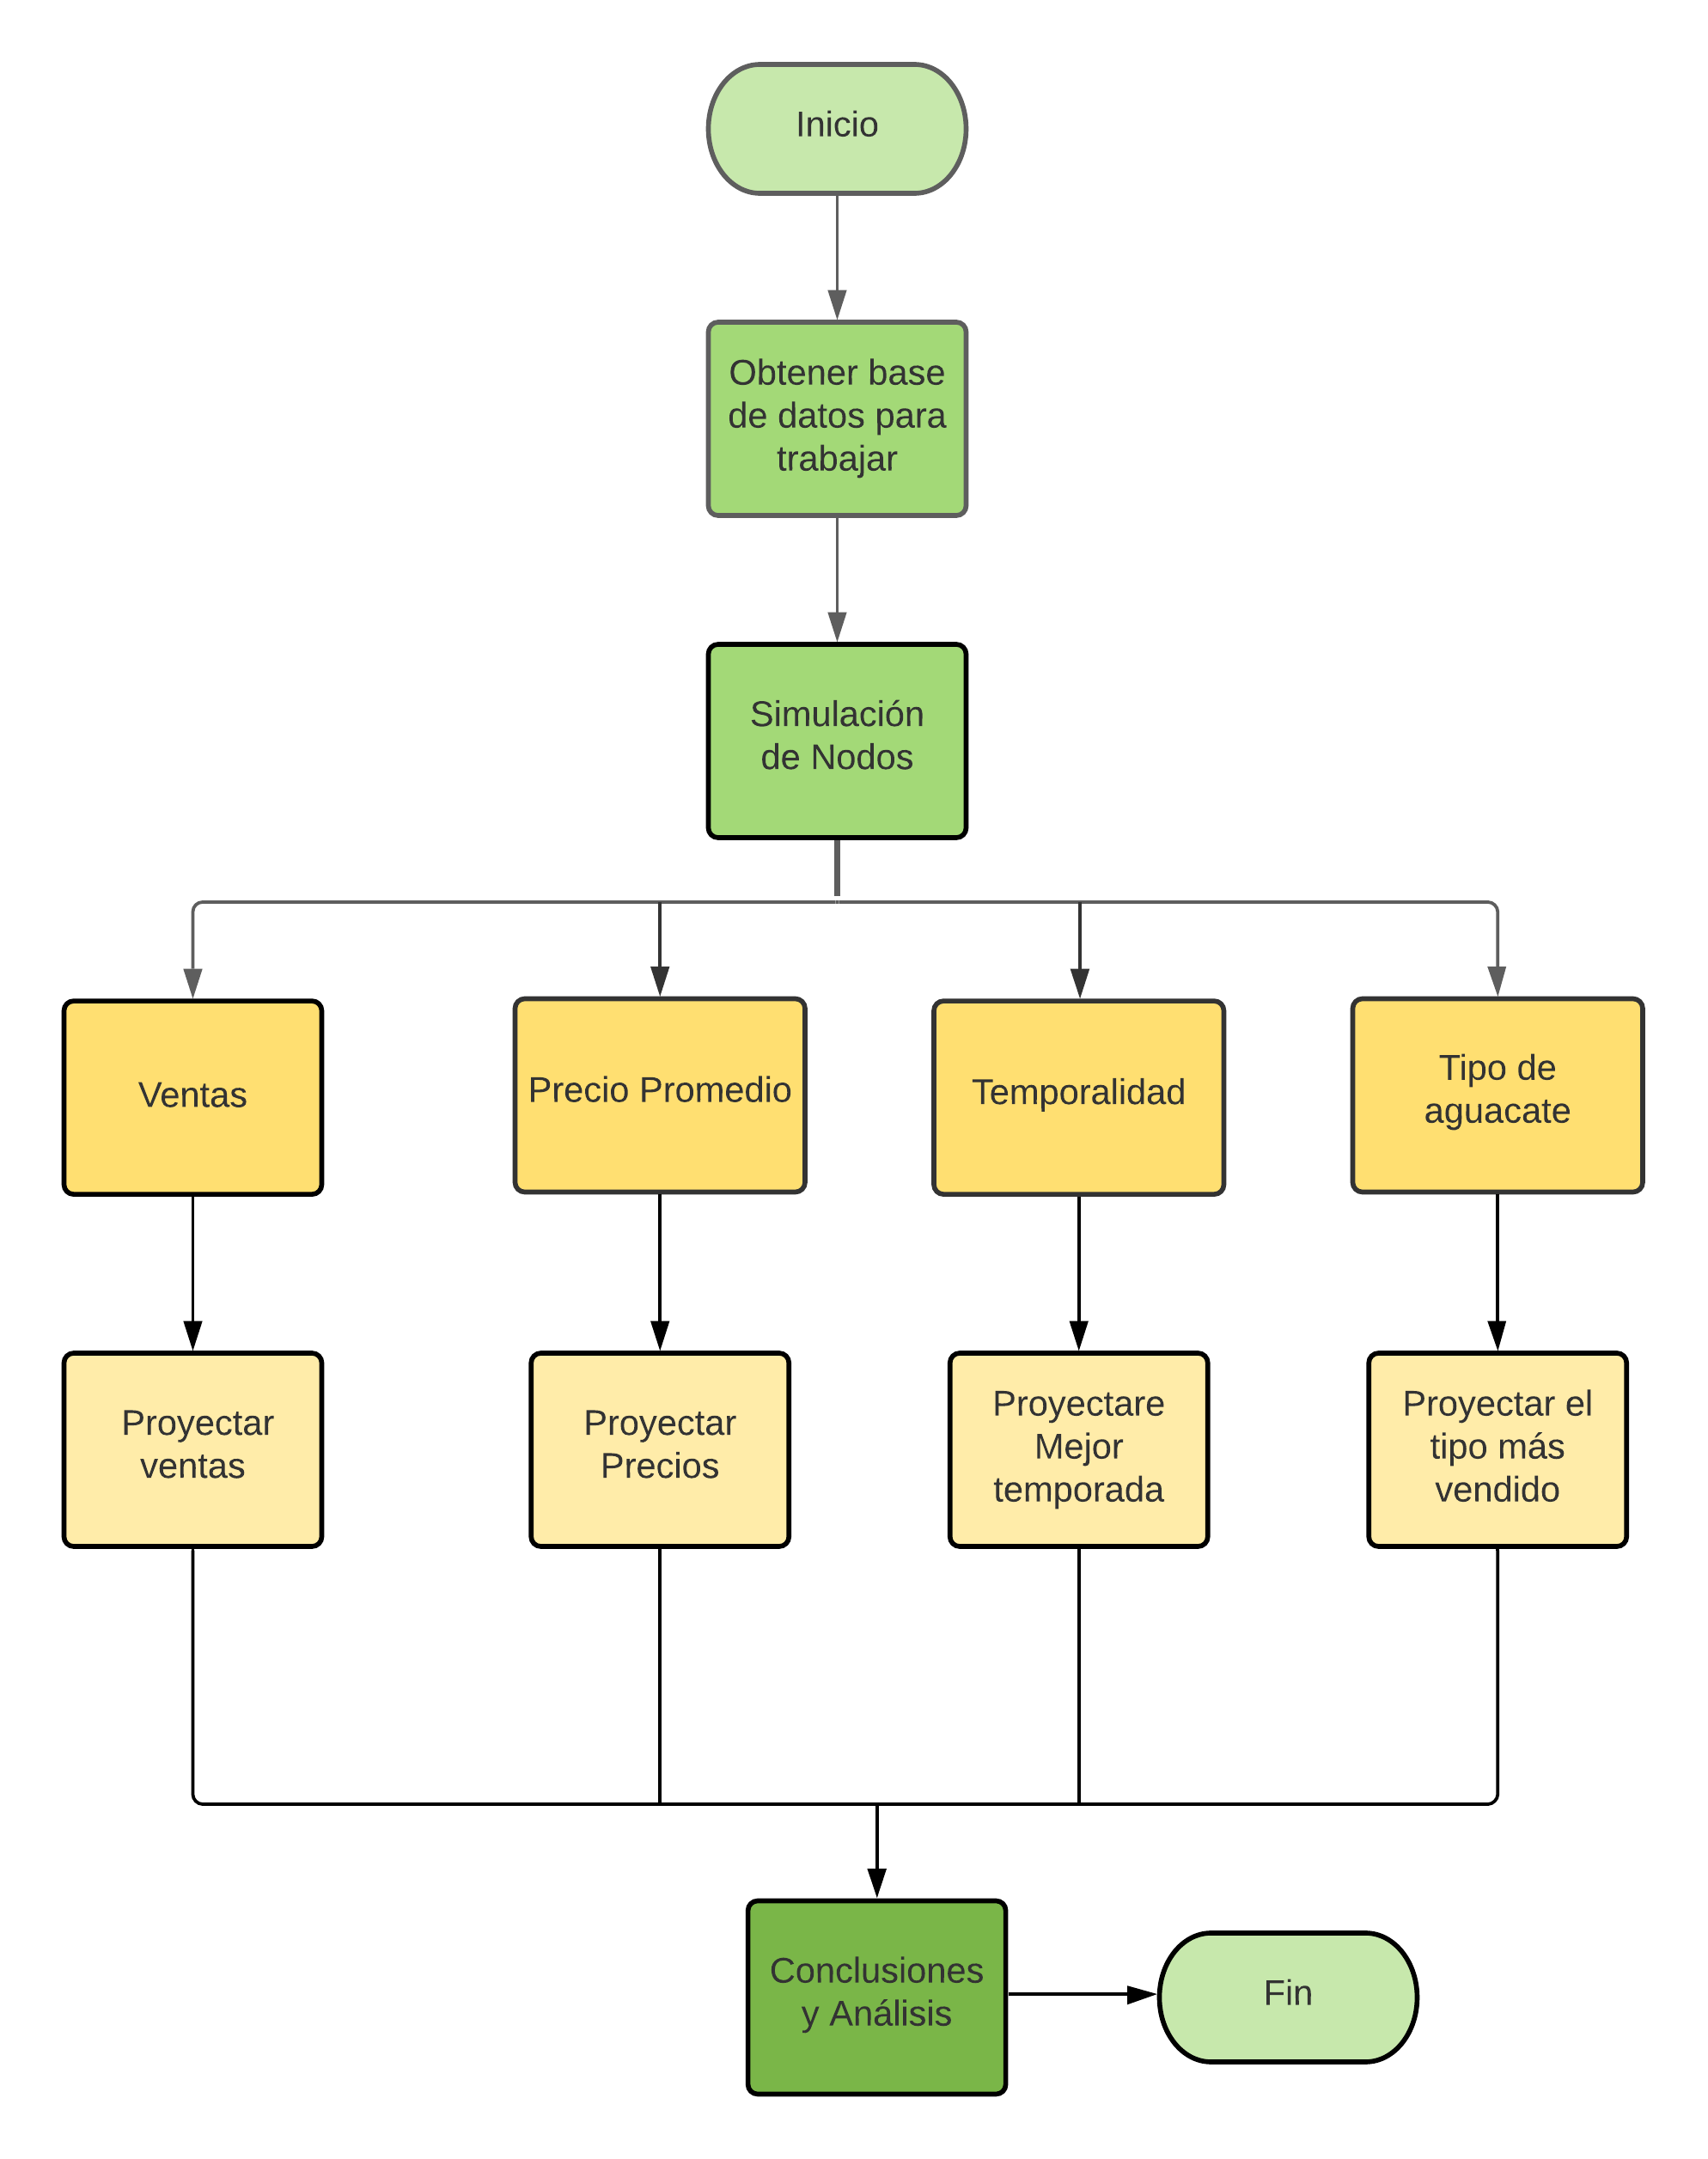 Inicio
Obtener base
de datos para
trabajar
Simulación
de Nodos
Ventas
Precio Promedio
Temporalidad
Tipo de
aguacate
Proyectar
ventas
Proyectar
Precios
Proyectare
Mejor
temporada
Proyectar el
tipo más
vendido
Conclusiones
y Análisis
Fin